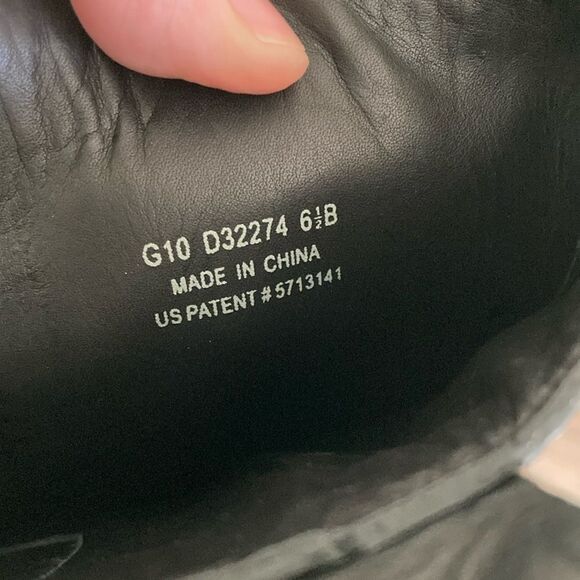 G10 D32274 6½B
MADE IN CHINA
US PATENT # 5713141